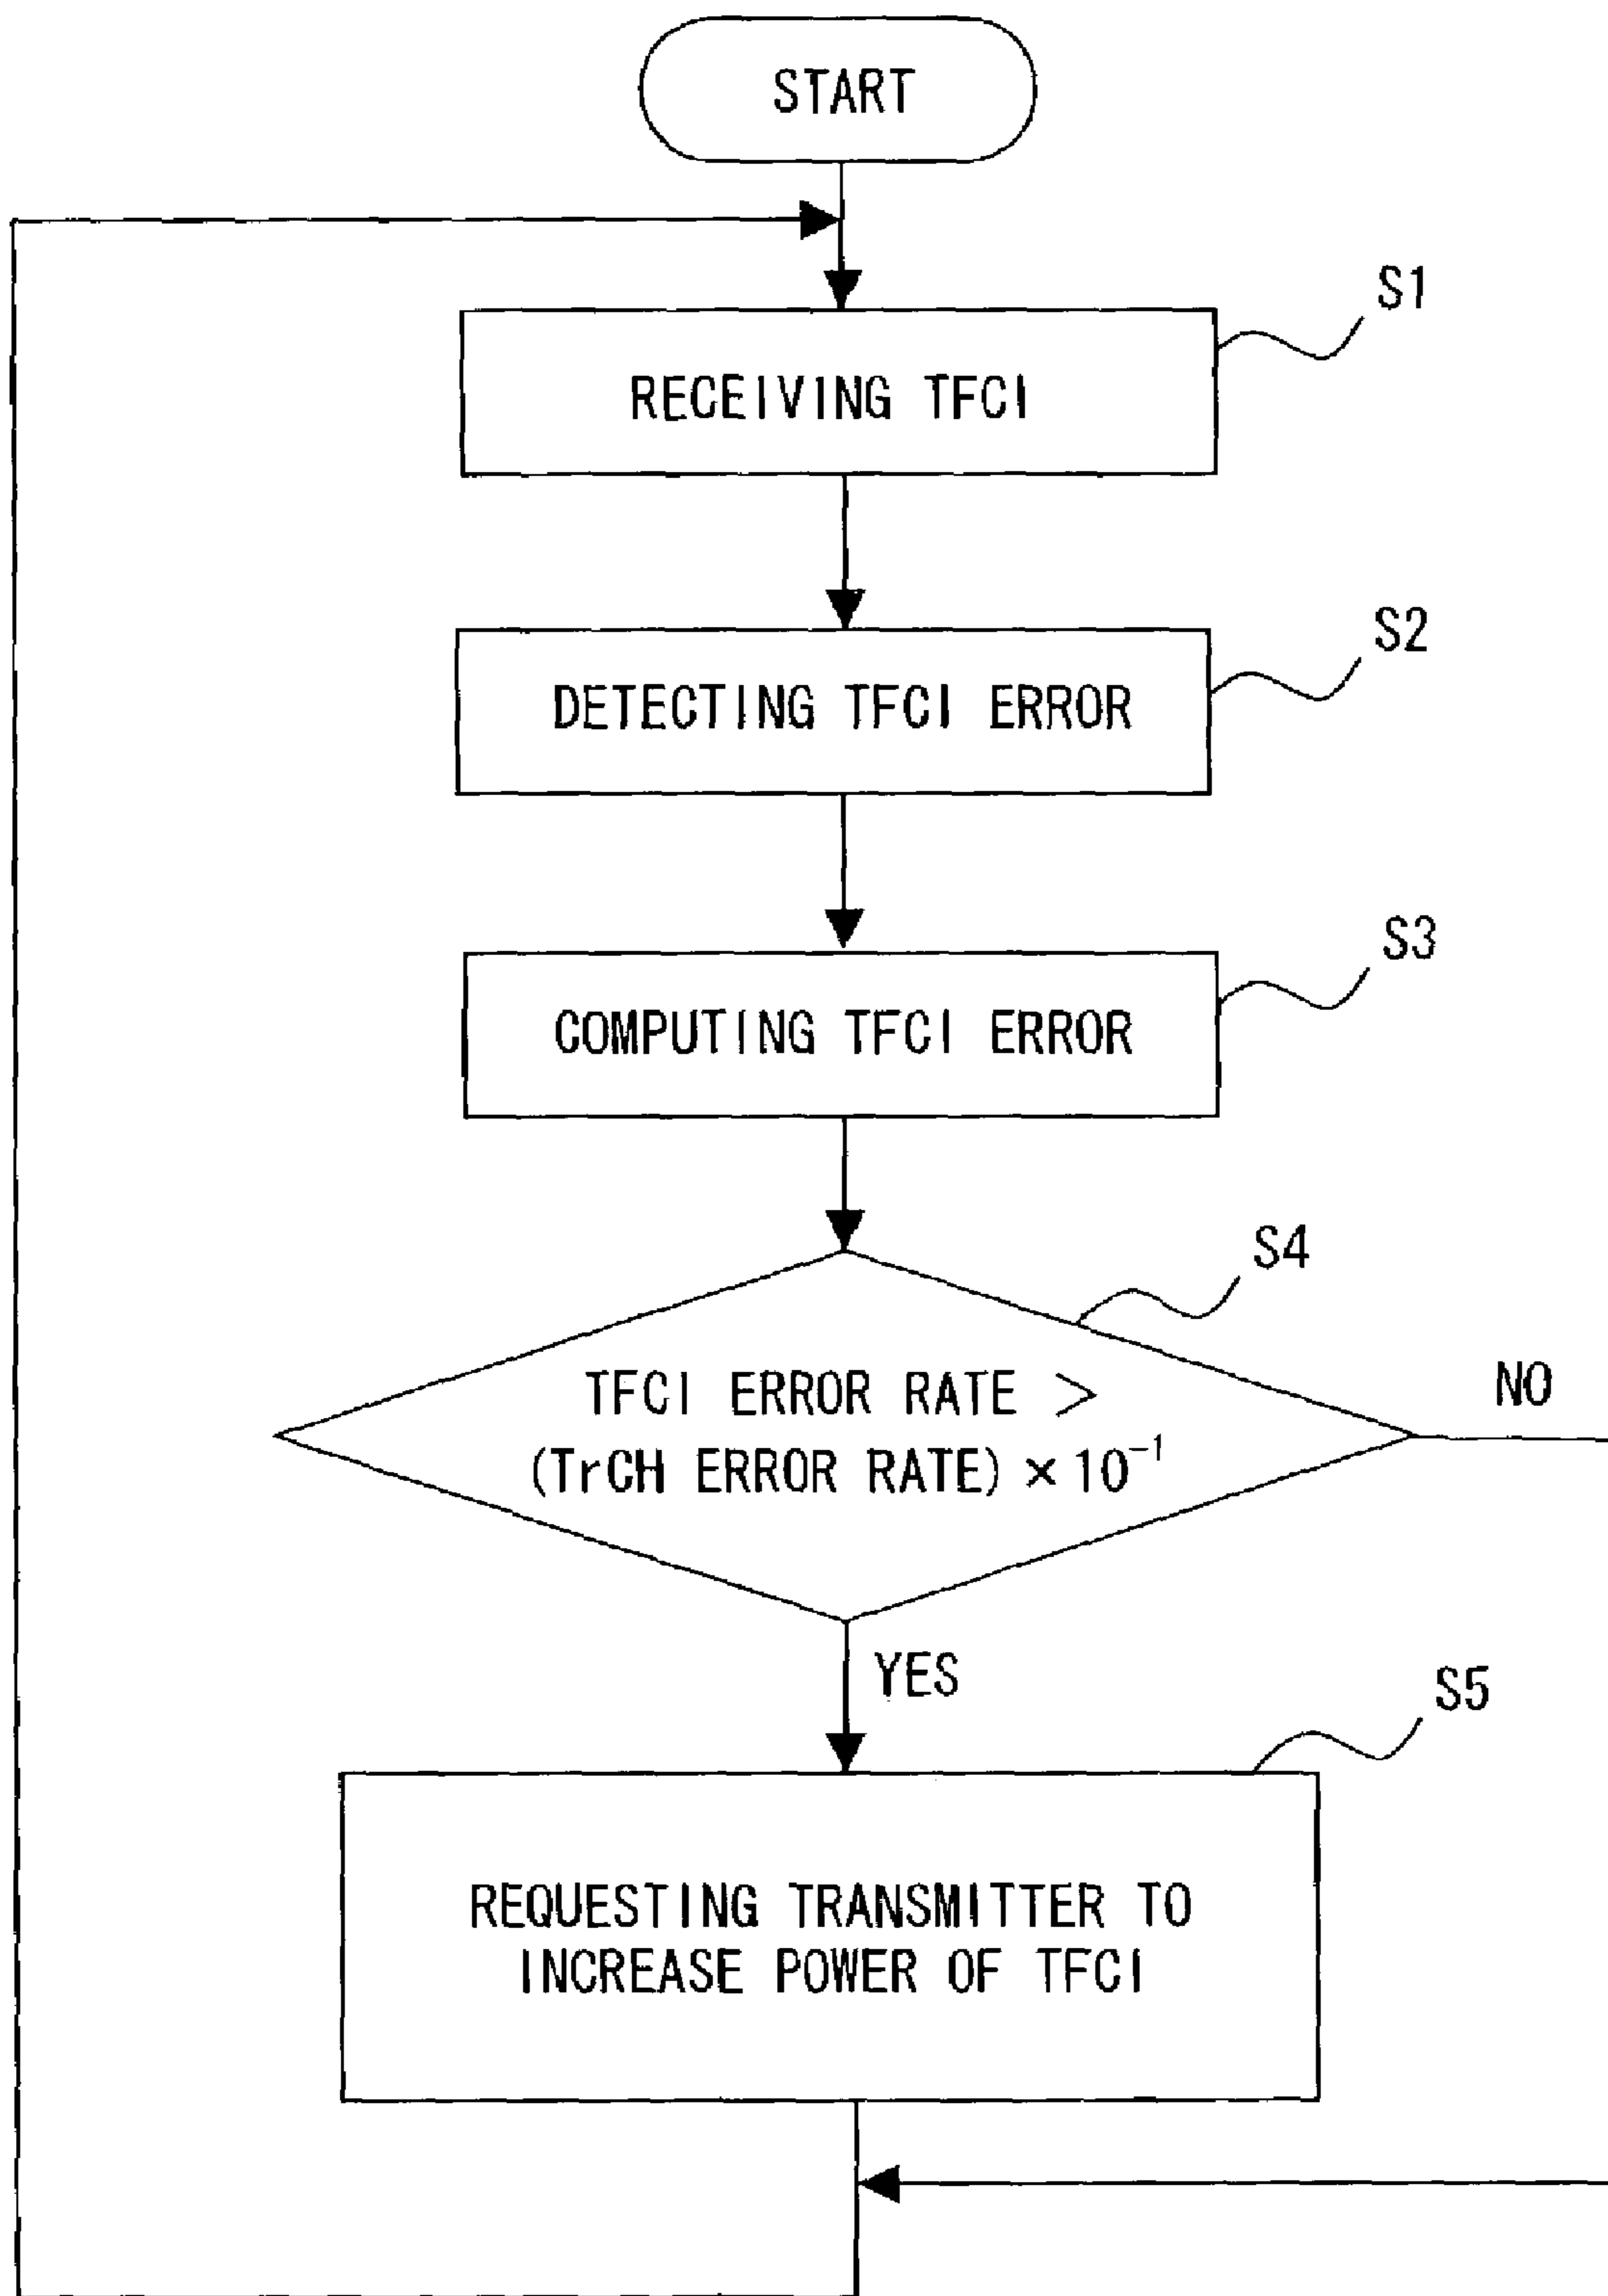 START
S1
RECEIVING TFCI
S2
DETECTING TFCI ERROR
S3
COMPUTING TFCI ERROR
S4
TFCI ERROR RATE >
(TrCH ERROR RATE) × 10⁻¹
NO
YES
S5
REQUESTING TRANSMITTER TO
INCREASE POWER OF TFCI